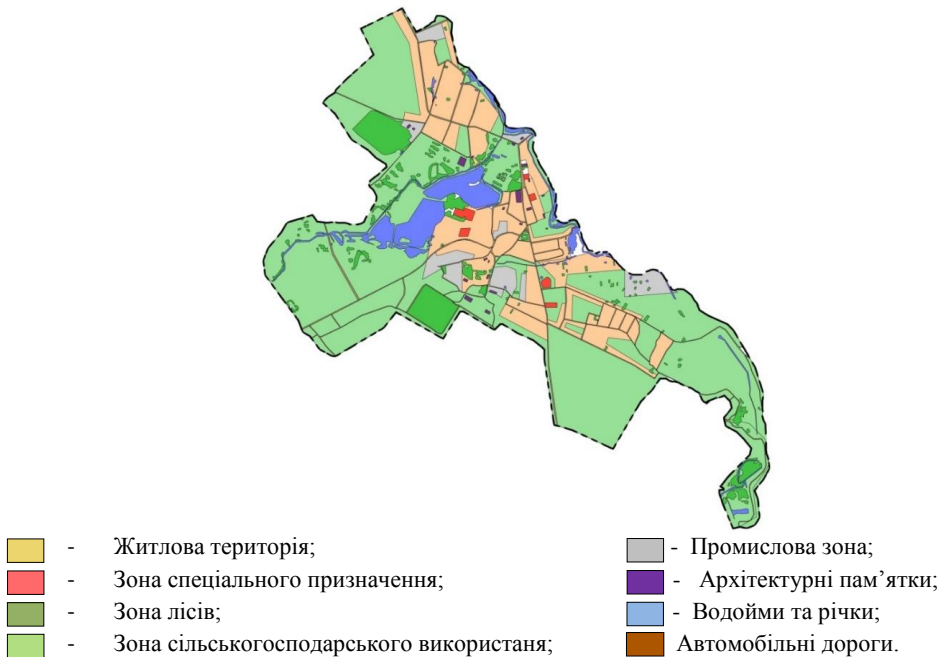 - Житлова територія;
- Зона спеціального призначення;
- Зона лісів;
- Зона сільськогосподарського використаня;
- Промислова зона;
- Архітектурні пам’ятки;
- Водойми та річки;
Автомобільні дороги.